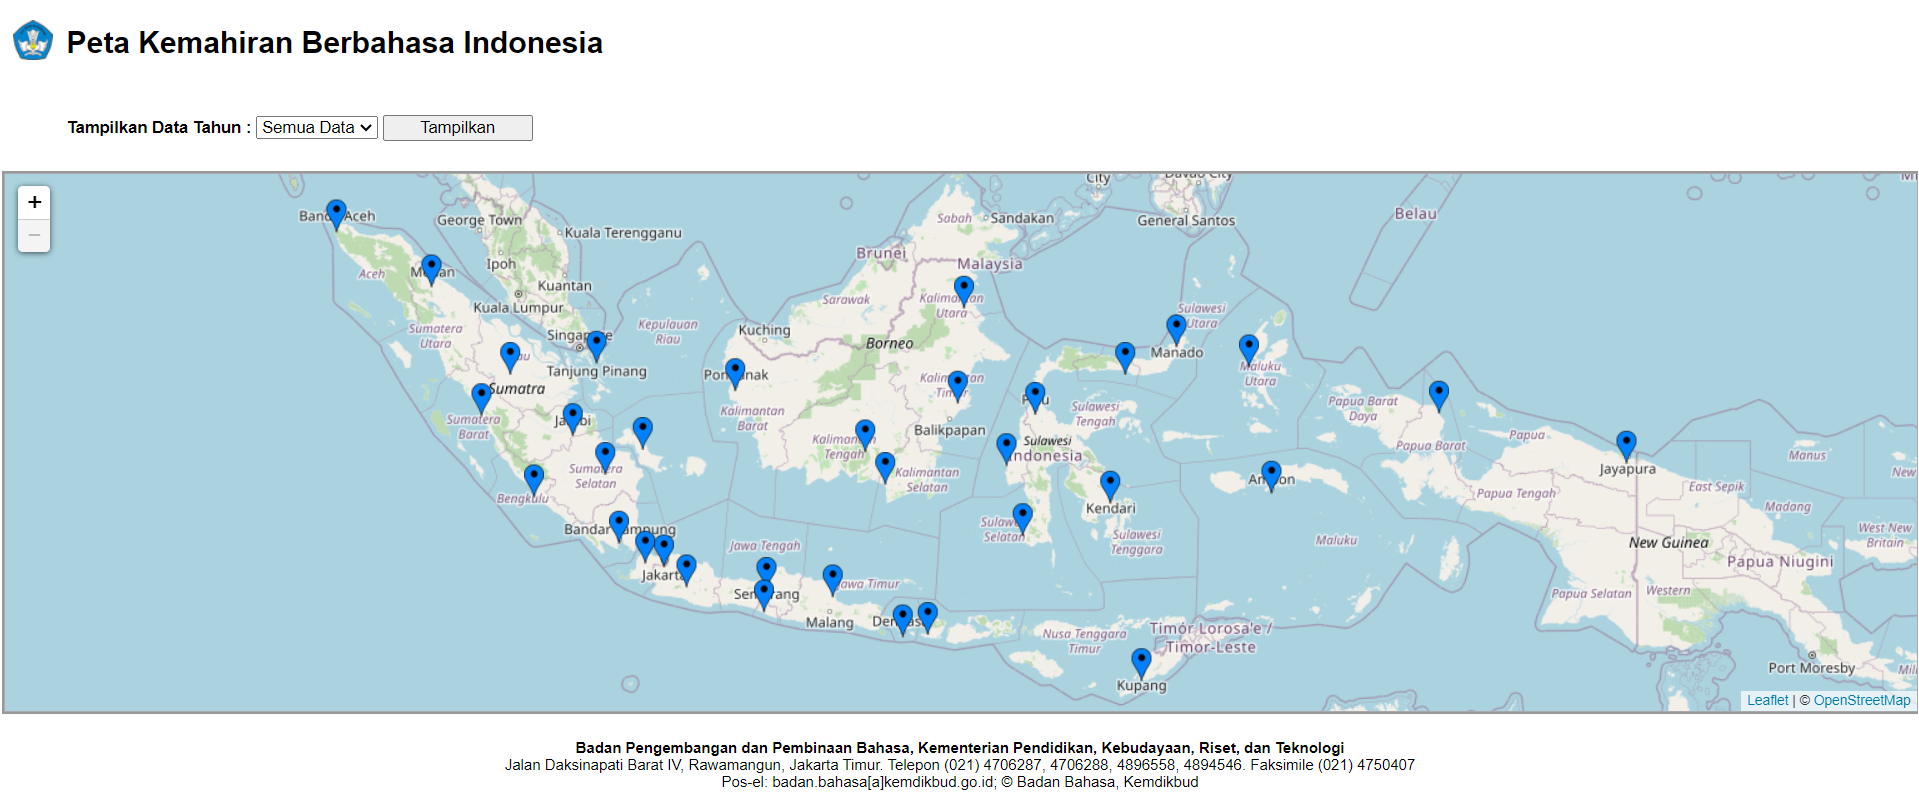 Peta Kemahiran Berbahasa Indonesia
Tampilkan Data Tahun : Semua Data Tampilkan
+
−
City
Davao City
Banda Aceh
George Town
Kuala Terengganu
Sabah
Sandakan
General Santos
Belau
Brunei
Malaysia
Ipoh
Aceh
Medan
Kuantan
Kuala Lumpur
Sarawak
Kalimantan Utara
Sulawesi Utara
Sumatera Utara
Kepulauan Riau
Kuching
Singapore
Borneo
Manado
Riau
Tanjung Pinang
Maluku Utara
Sumatra
Pontianak
Kalimantan Timur
Palu
Sulawesi Tengah
Papua Barat Daya
Sumatera Barat
Jambi
Kalimantan Barat
Balikpapan
Kalimantan Tengah
Sulawesi
Indonesia
Papua Barat
Papua
Jayapura
Manus
New
Sumatera Selatan
Bengkulu
Kalimantan Selatan
Kendari
Ambon
Papua Tengah
East Sepik
Madang
Bandar Lampung
Sulawesi Selatan
Sulawesi Tenggara
Maluku
New Guinea
West New Britain
Jawa Tengah
Jakarta
Papua Niugini
Semarang
Jawa Timur
Papua Selatan
Western
Malang
Denpasar
Nusa Tenggara Timur
Timór Lorosa'e / Timor-Leste
Kupang
Port Moresby
Leaflet | © OpenStreetMap
Badan Pengembangan dan Pembinaan Bahasa, Kementerian Pendidikan, Kebudayaan, Riset, dan Teknologi
Jalan Daksinapati Barat IV, Rawamangun, Jakarta Timur. Telepon (021) 4706287, 4706288, 4896558, 4894546. Faksimile (021) 4750407
Pos-el: badan.bahasa[a]kemdikbud.go.id; © Badan Bahasa, Kemdikbud